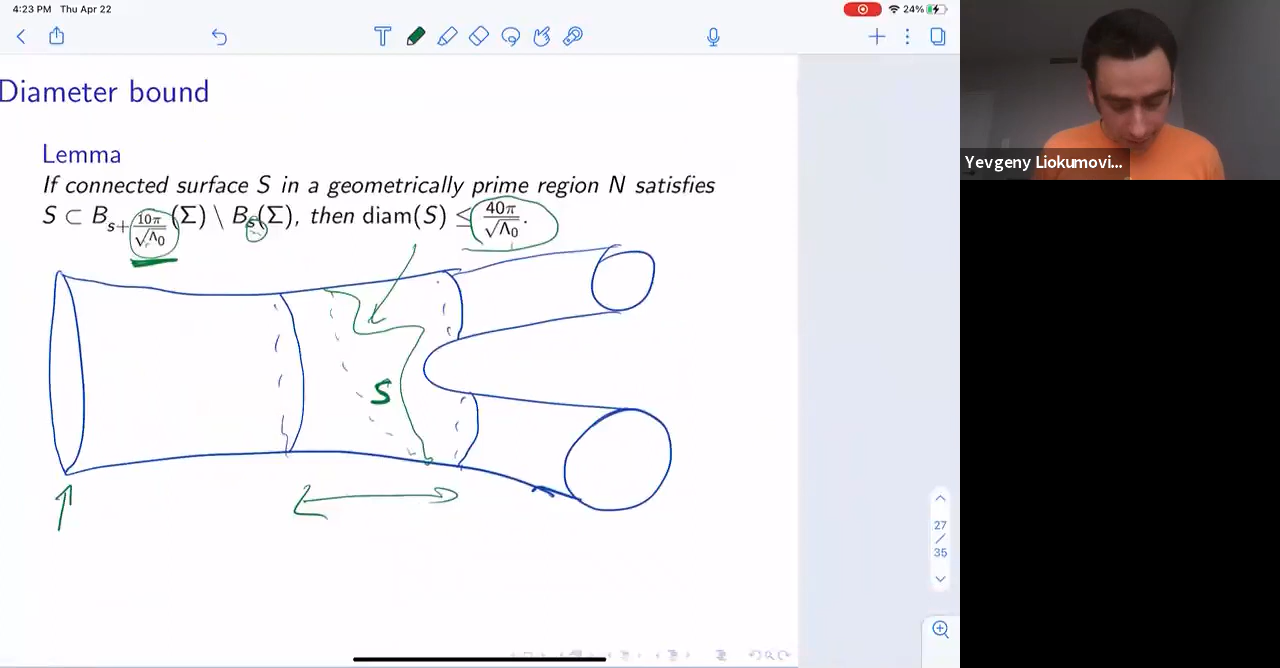 4:23 PM Thu Apr 22
24%
Diameter bound
Lemma
If connected surface S in a geometrically prime region N satisfies
S ⊂ B_{s+10π/√Λ₀}(Σ) \ B_s(Σ), then diam(S) ≤ 40π/√Λ₀.
S
27
/
35
Yevgeny Liokumovi...